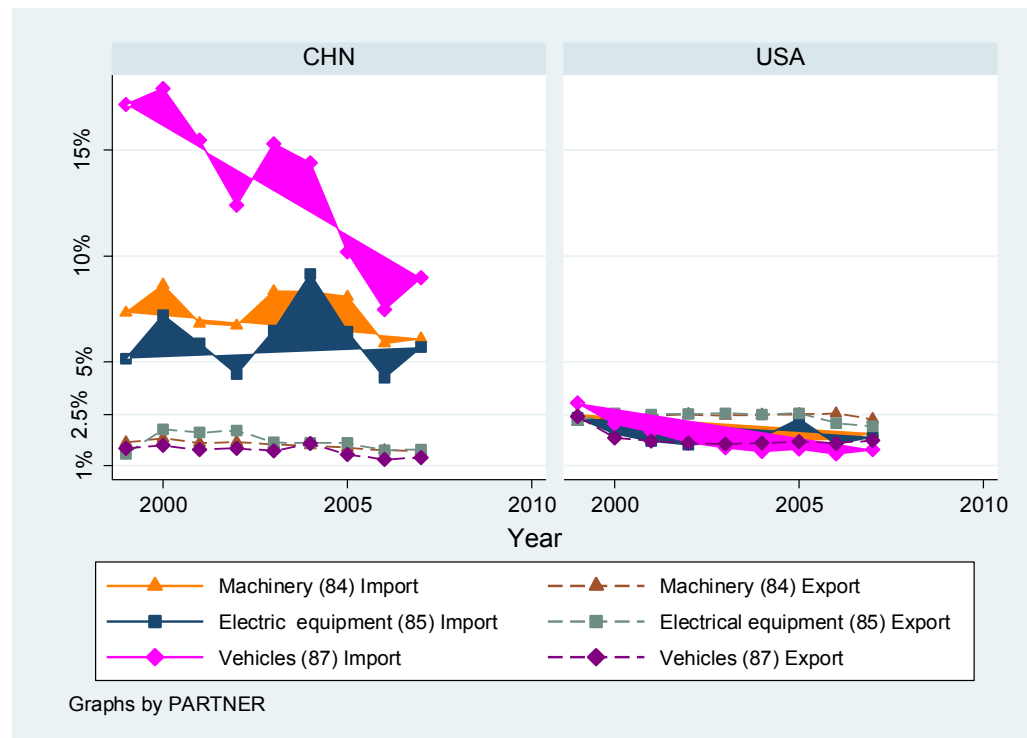 CHN
USA
15%
10%
5%
2.5%
1%
2000
2005
2010
2000
2005
2010
Year
Machinery (84) Import
Machinery (84) Export
Electric  equipment (85) Import
Electrical equipment (85) Export
Vehicles (87) Import
Vehicles (87) Export
Graphs by PARTNER